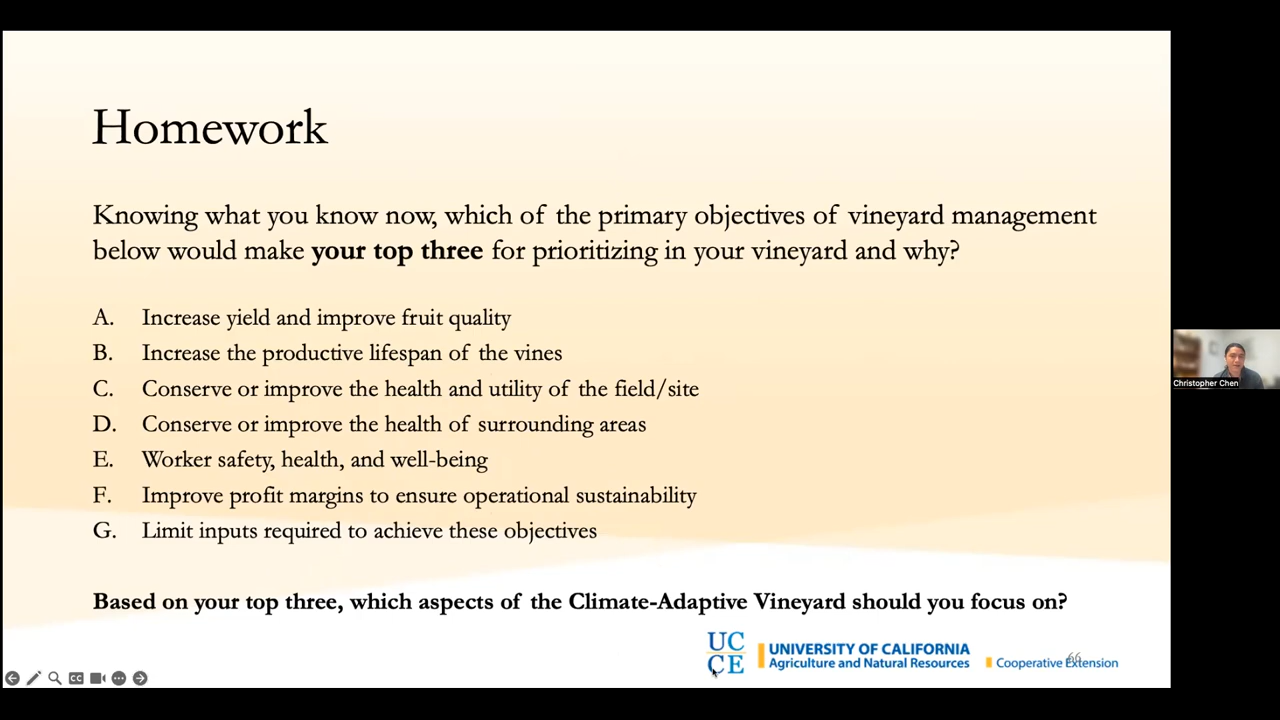 Homework
Knowing what you know now, which of the primary objectives of vineyard management
below would make your top three for prioritizing in your vineyard and why?
A. Increase yield and improve fruit quality
B. Increase the productive lifespan of the vines
C. Conserve or improve the health and utility of the field/site
D. Conserve or improve the health of surrounding areas
E. Worker safety, health, and well-being
F. Improve profit margins to ensure operational sustainability
G. Limit inputs required to achieve these objectives
Christopher Chen
Based on your top three, which aspects of the Climate-Adaptive Vineyard should you focus on?
UC
CE
UNIVERSITY OF CALIFORNIA
Agriculture and Natural Resources
Cooperative Extension
66
CC